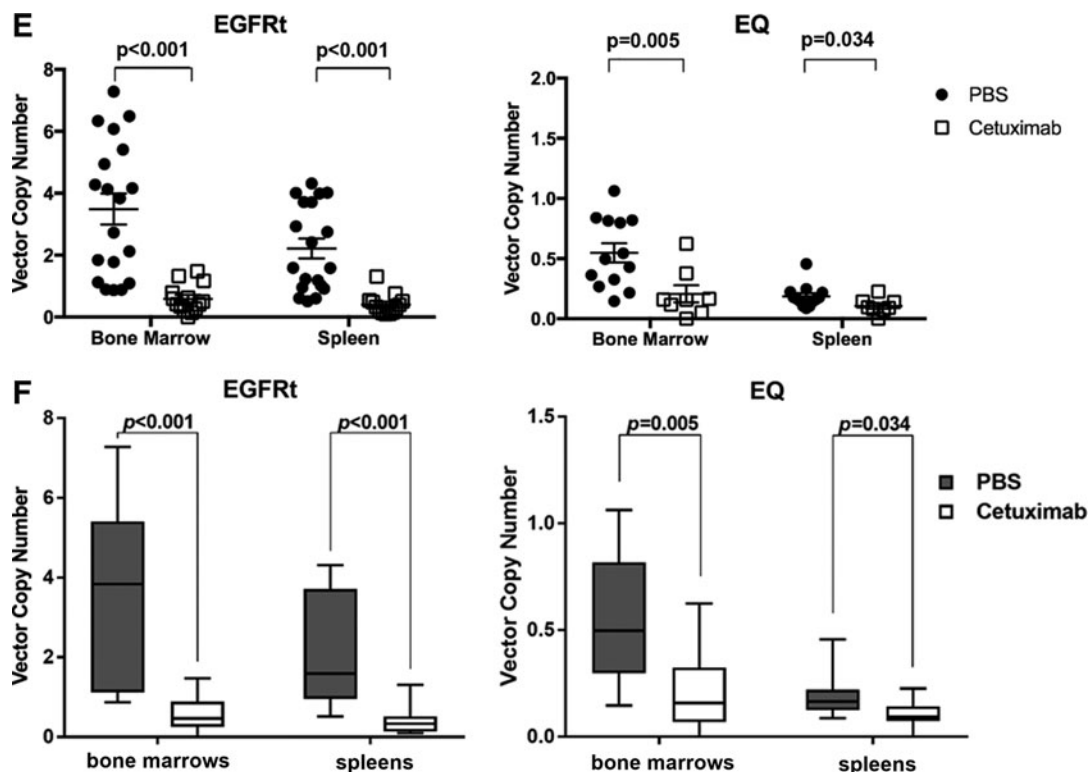 E
EGFRt
p<0.001
p<0.001
Vector Copy Number
8
6
4
2
0
Bone Marrow
Spleen
EQ
p=0.005
p=0.034
Vector Copy Number
2.0
1.5
1.0
0.5
0.0
Bone Marrow
Spleen
PBS
Cetuximab
F
EGFRt
p<0.001
p<0.001
Vector Copy Number
8
6
4
2
0
bone marrows
spleens
EQ
p=0.005
p=0.034
Vector Copy Number
1.5
1.0
0.5
0.0
bone marrows
spleens
PBS
Cetuximab